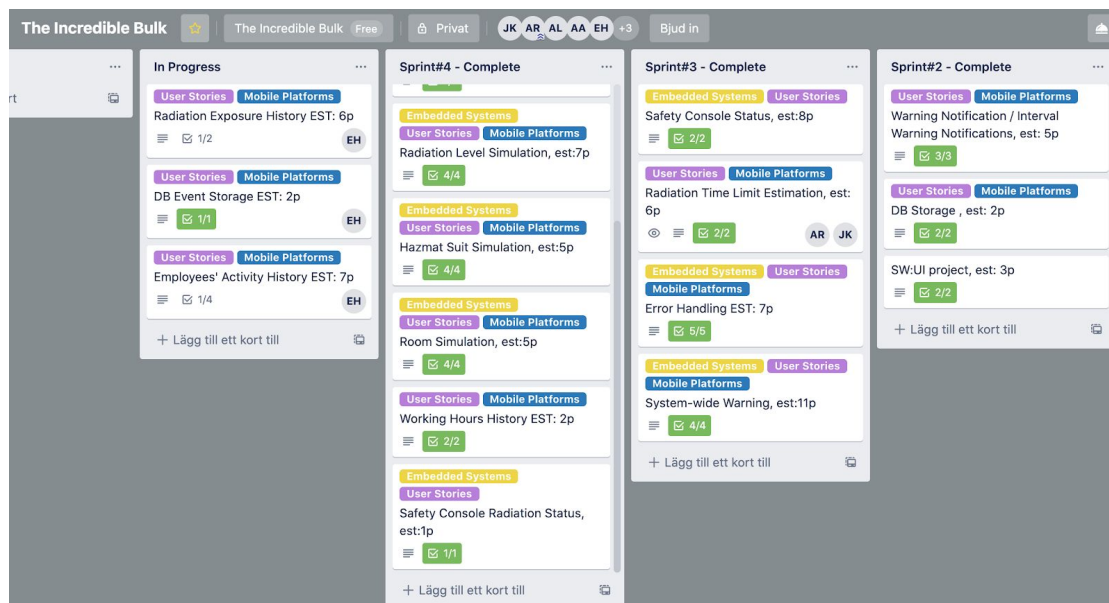 The Incredible Bulk
The Incredible Bulk Free
Privat
JK AR AL AA EH +3
Bjud in
rt
In Progress
User Stories Mobile Platforms
Radiation Exposure History EST: 6p
1/2
EH
User Stories Mobile Platforms
DB Event Storage EST: 2p
1/1
EH
User Stories Mobile Platforms
Employees' Activity History EST: 7p
1/4
EH
+ Lägg till ett kort till
Sprint#4 - Complete
Embedded Systems
User Stories Mobile Platforms
Radiation Level Simulation, est:7p
4/4
Embedded Systems
User Stories Mobile Platforms
Hazmat Suit Simulation, est:5p
4/4
Embedded Systems
User Stories Mobile Platforms
Room Simulation, est:5p
4/4
User Stories Mobile Platforms
Working Hours History EST: 2p
2/2
Embedded Systems
User Stories
Safety Console Radiation Status,
est:1p
1/1
+ Lägg till ett kort till
Sprint#3 - Complete
Embedded Systems User Stories
Safety Console Status, est:8p
2/2
User Stories Mobile Platforms
Radiation Time Limit Estimation, est:
6p
2/2
AR JK
Embedded Systems User Stories
Mobile Platforms
Error Handling EST: 7p
5/5
Embedded Systems User Stories
Mobile Platforms
System-wide Warning, est:11p
4/4
+ Lägg till ett kort till
Sprint#2 - Complete
User Stories Mobile Platforms
Warning Notification / Interval
Warning Notifications, est: 5p
3/3
User Stories Mobile Platforms
DB Storage , est: 2p
2/2
SW:UI project, est: 3p
2/2
+ Lägg till ett kort till